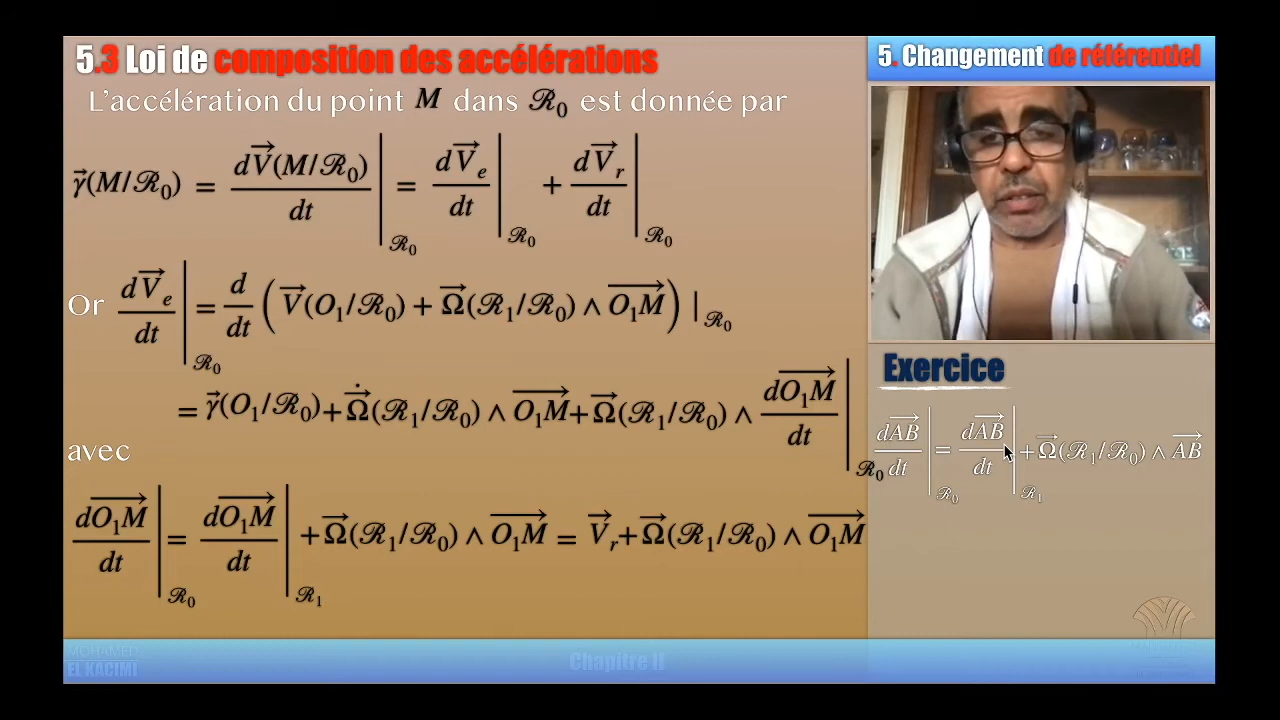 5.3 Loi de composition des accélérations
5. Changement de référentiel
L'accélération du point M dans ℛ₀ est donnée par
γ⃗(M/ℛ₀) = dV⃗(M/ℛ₀)/dt |ℛ₀ = dV⃗ₑ/dt |ℛ₀ + dV⃗ᵣ/dt |ℛ₀
Or dV⃗ₑ/dt |ℛ₀ = d/dt ( V⃗(O₁/ℛ₀) + Ω⃗(ℛ₁/ℛ₀) ∧ O₁M⃗ ) |ℛ₀
= γ⃗(O₁/ℛ₀) + Ω⃗̇(ℛ₁/ℛ₀) ∧ O₁M⃗ + Ω⃗(ℛ₁/ℛ₀) ∧ dO₁M⃗/dt |ℛ₀
avec
dO₁M⃗/dt |ℛ₀ = dO₁M⃗/dt |ℛ₁ + Ω⃗(ℛ₁/ℛ₀) ∧ O₁M⃗ = V⃗ᵣ + Ω⃗(ℛ₁/ℛ₀) ∧ O₁M⃗
Exercice
dAB⃗/dt |ℛ₀ = dAB⃗/dt |ℛ₁ + Ω⃗(ℛ₁/ℛ₀) ∧ AB⃗
MOHAMED
EL KACIMI
Chapitre II